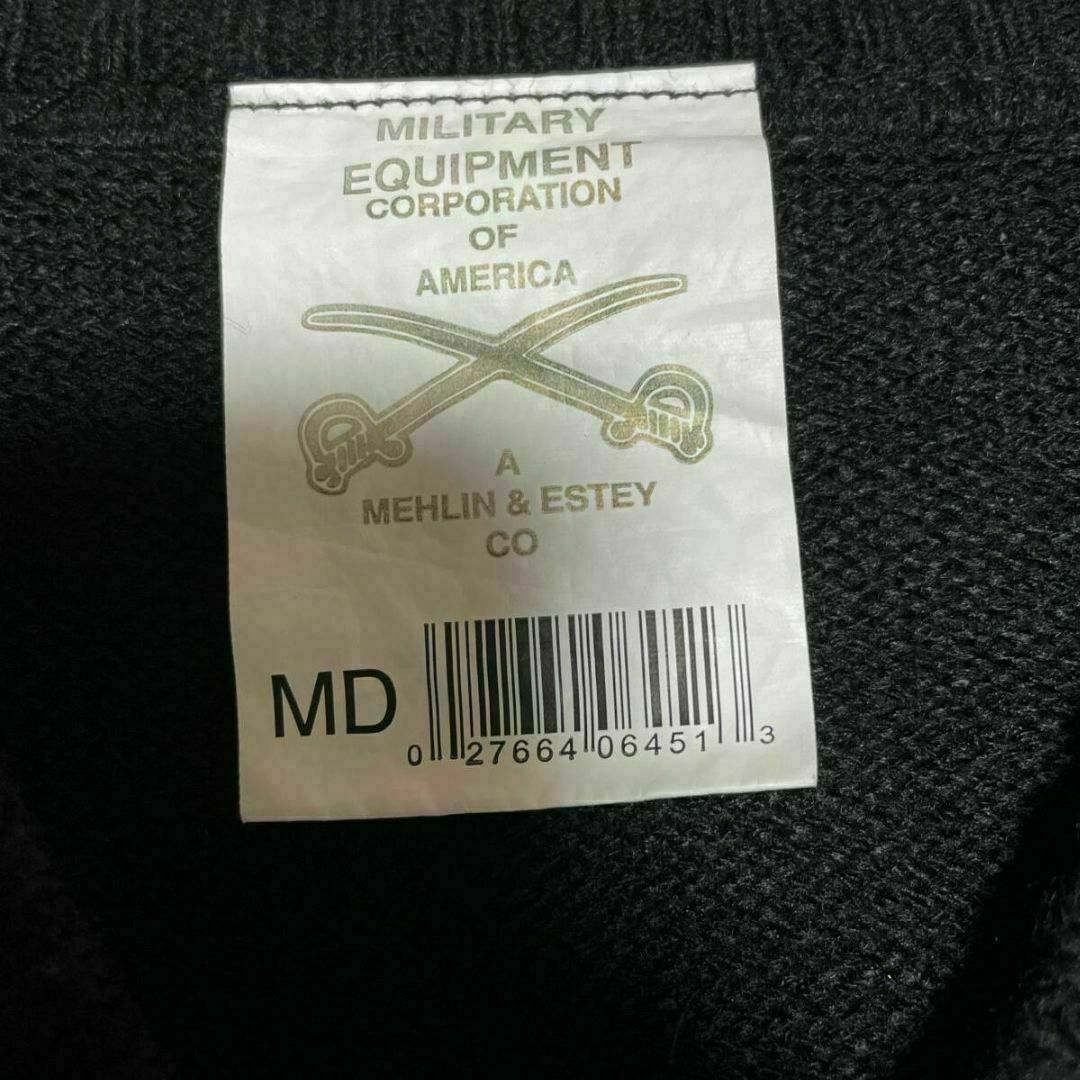 MILITARY
EQUIPMENT
CORPORATION
OF
AMERICA
A
MEHLIN & ESTEY
CO
MD
0 27664 06451 3